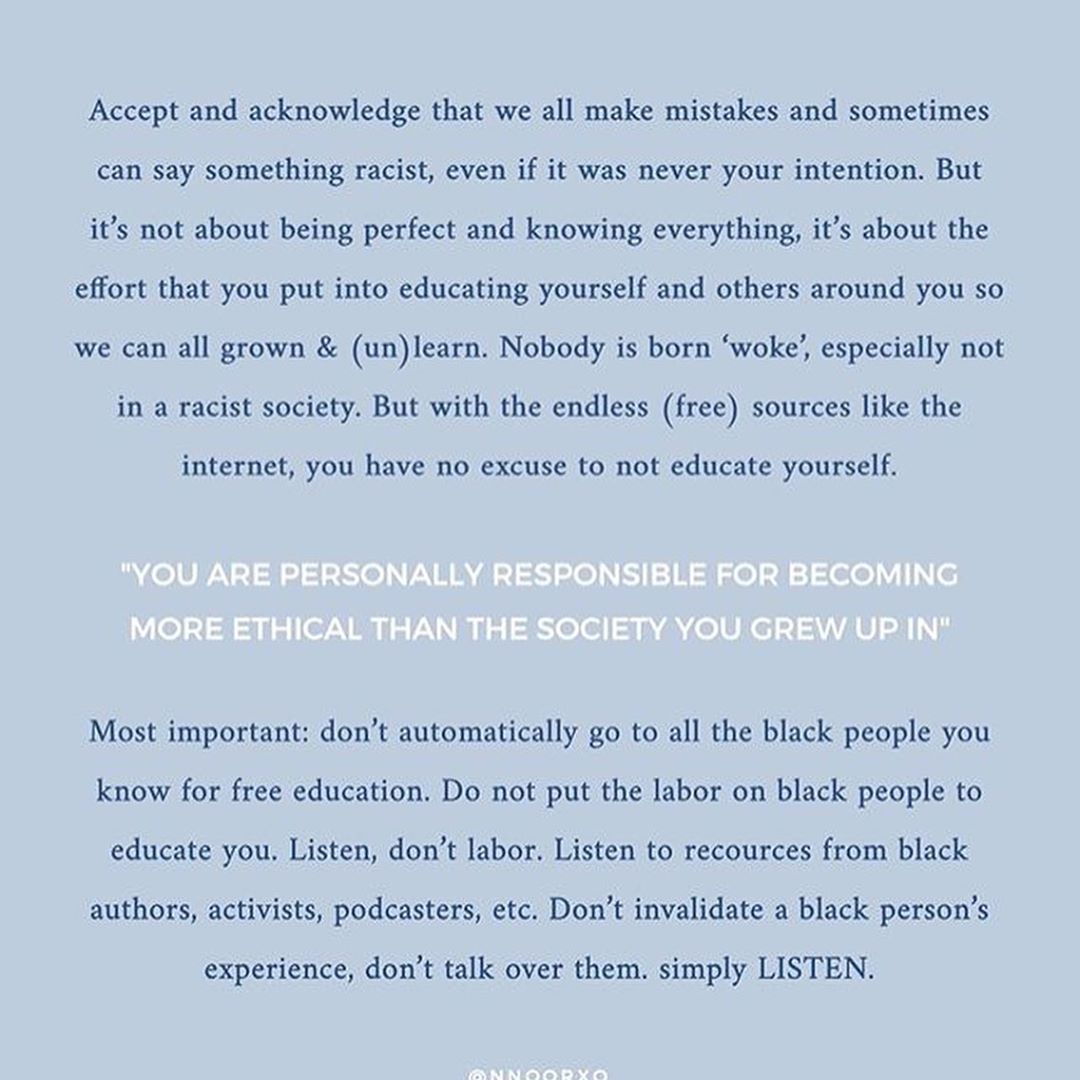 Accept and acknowledge that we all make mistakes and sometimes
can say something racist, even if it was never your intention. But
it’s not about being perfect and knowing everything, it’s about the
effort that you put into educating yourself and others around you so
we can all grown & (un)learn. Nobody is born ‘woke’, especially not
in a racist society. But with the endless (free) sources like the
internet, you have no excuse to not educate yourself.
"YOU ARE PERSONALLY RESPONSIBLE FOR BECOMING
MORE ETHICAL THAN THE SOCIETY YOU GREW UP IN"
Most important: don’t automatically go to all the black people you
know for free education. Do not put the labor on black people to
educate you. Listen, don’t labor. Listen to recources from black
authors, activists, podcasters, etc. Don’t invalidate a black person’s
experience, don’t talk over them. simply LISTEN.
@NNOORXO